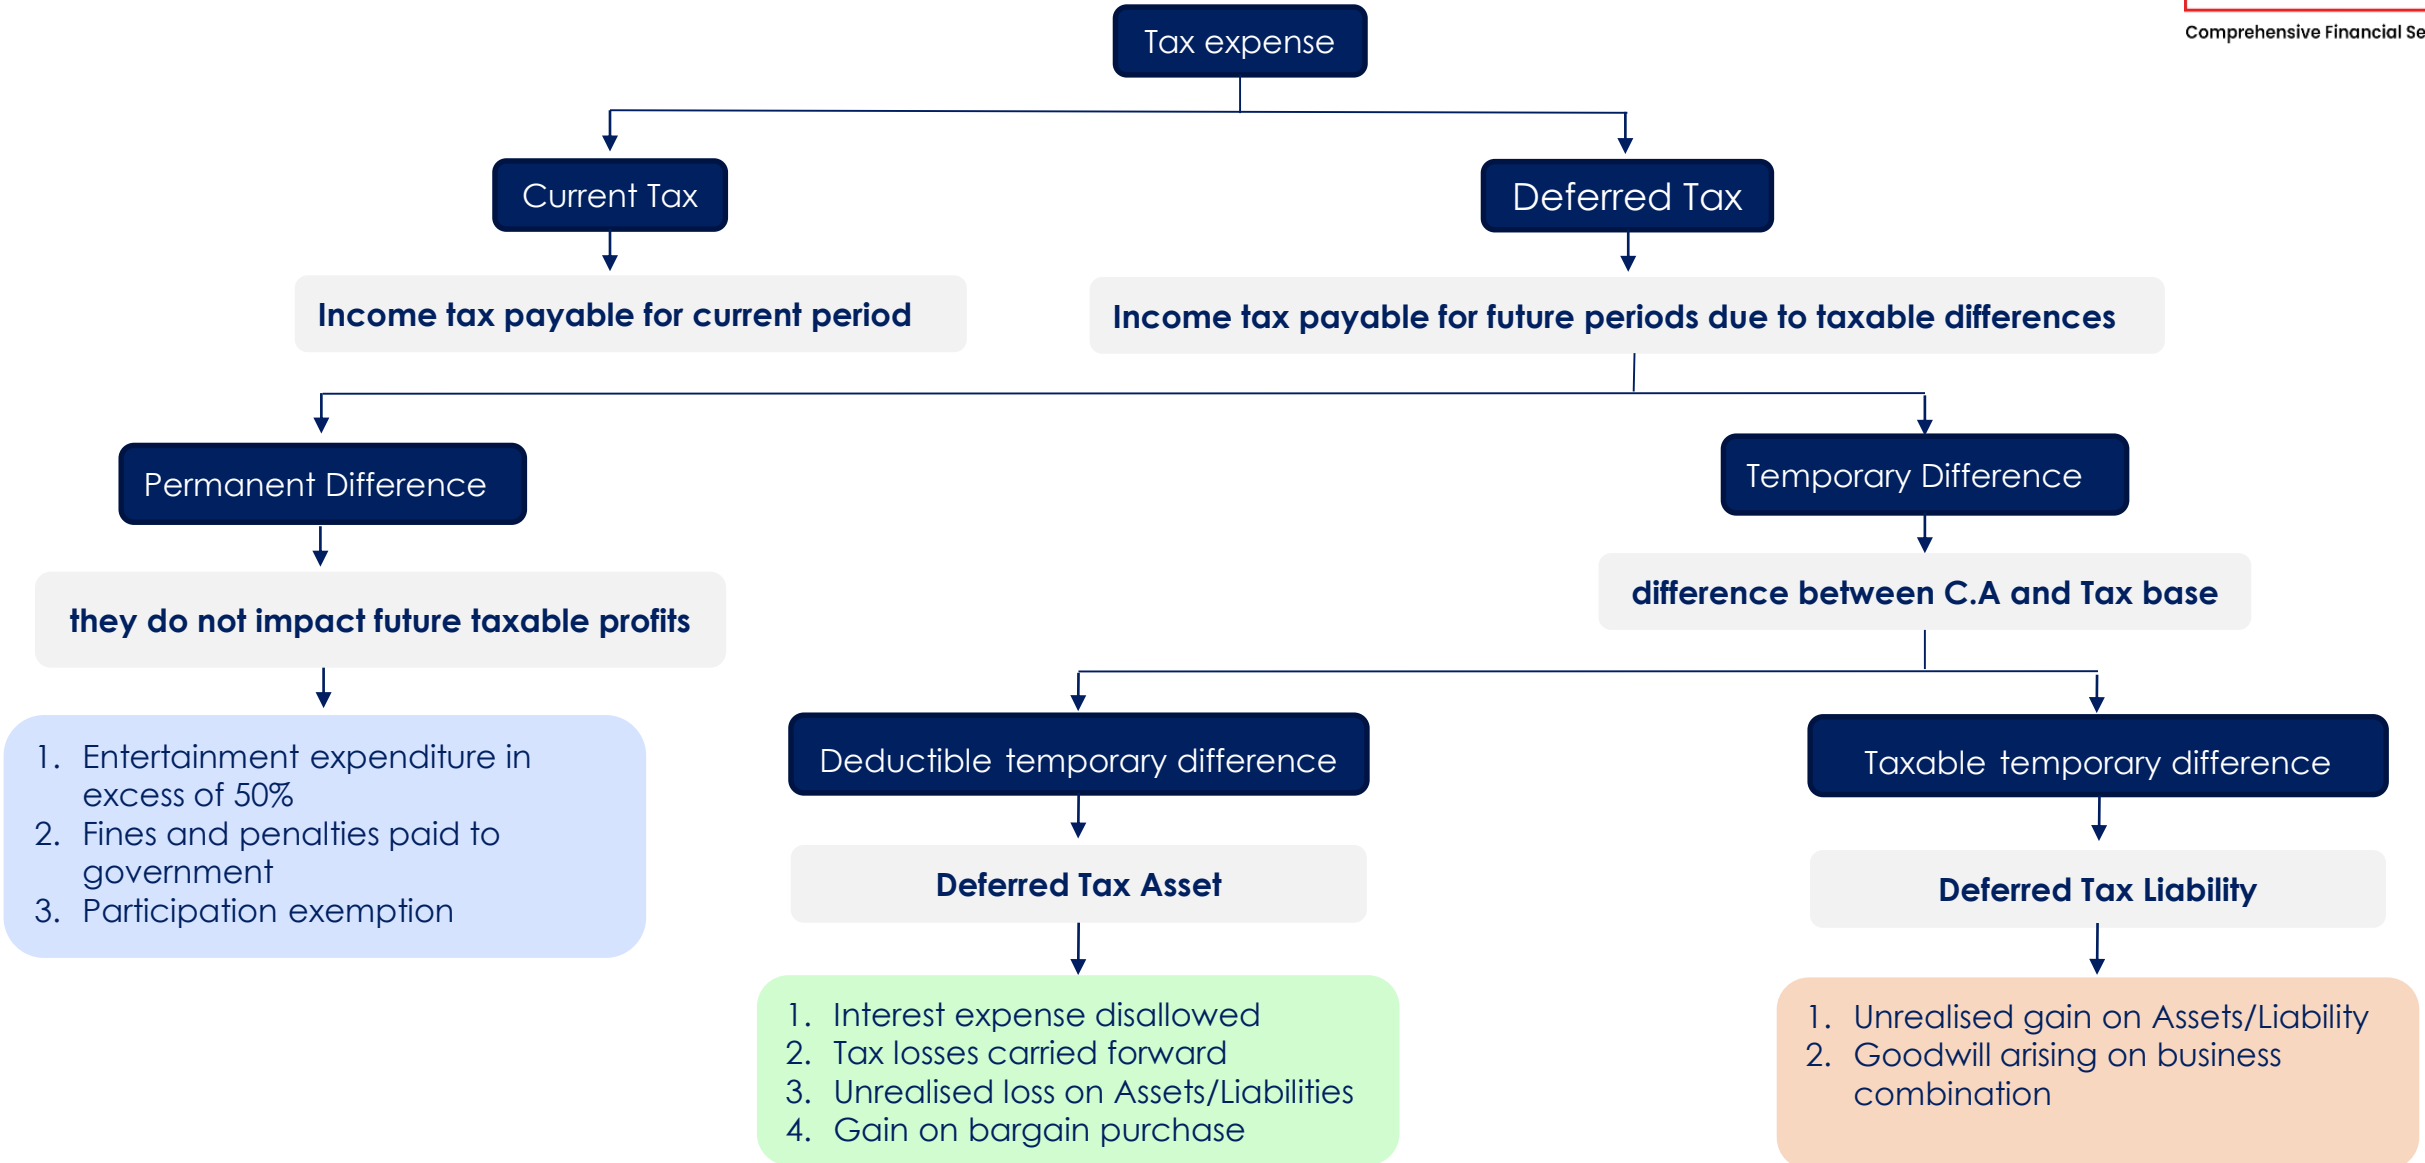 Comprehensive Financial Se
Tax expense
Current Tax
Deferred Tax
Income tax payable for current period
Income tax payable for future periods due to taxable differences
Permanent Difference
Temporary Difference
they do not impact future taxable profits
difference between C.A and Tax base
1. Entertainment expenditure in
excess of 50%
2. Fines and penalties paid to
government
3. Participation exemption
Deductible temporary difference
Taxable temporary difference
Deferred Tax Asset
Deferred Tax Liability
1. Interest expense disallowed
2. Tax losses carried forward
3. Unrealised loss on Assets/Liabilities
4. Gain on bargain purchase
1. Unrealised gain on Assets/Liability
2. Goodwill arising on business
combination